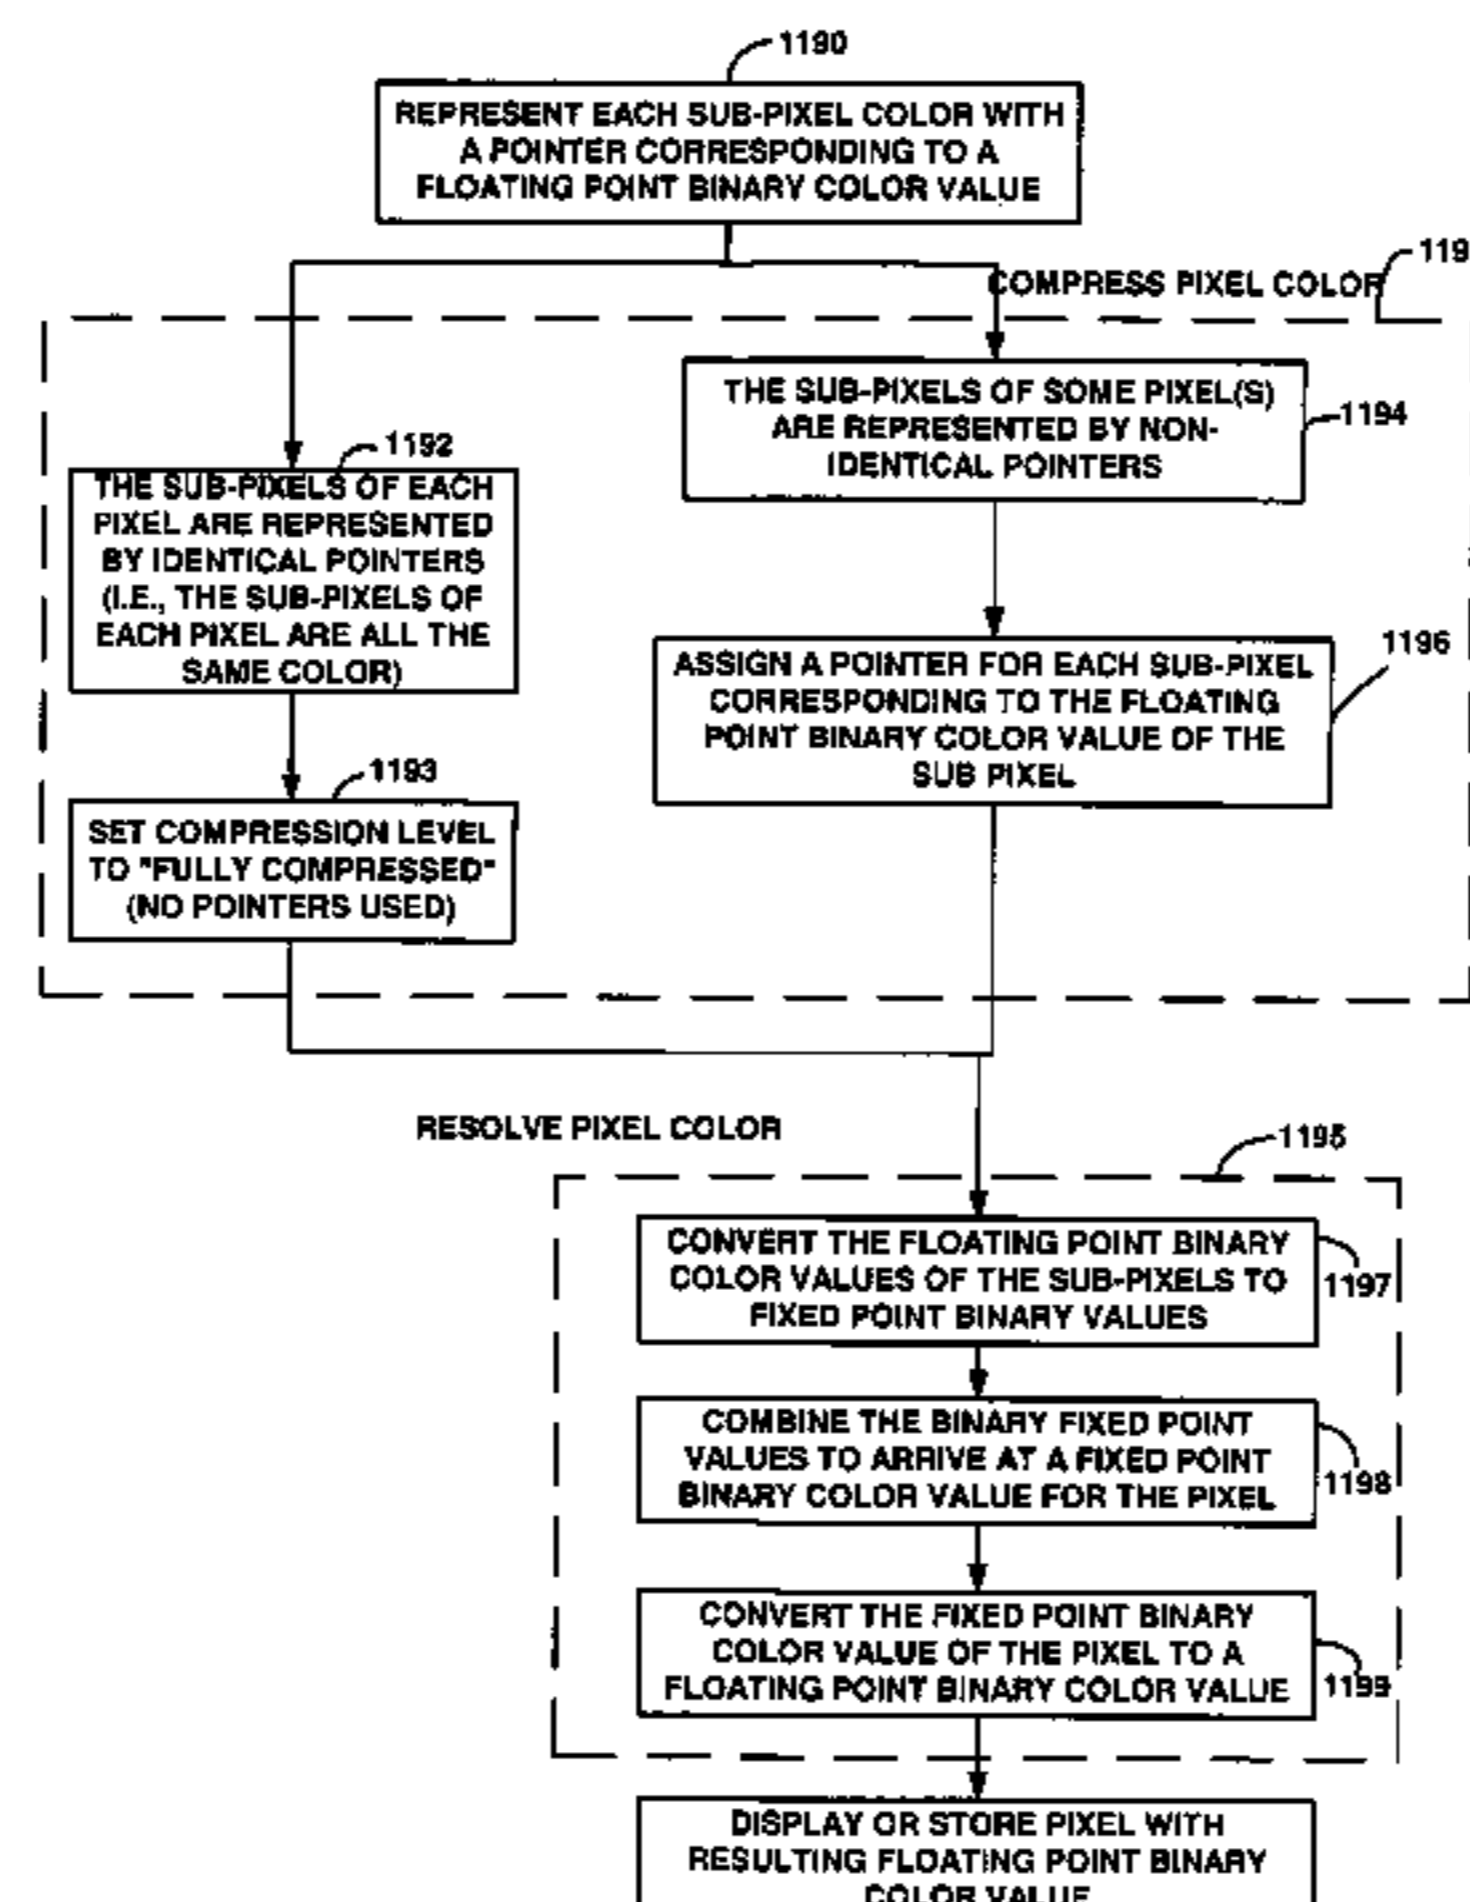 1190
REPRESENT EACH SUB-PIXEL COLOR WITH
A POINTER CORRESPONDING TO A
FLOATING POINT BINARY COLOR VALUE
119
COMPRESS PIXEL COLOR
THE SUB-PIXELS OF SOME PIXEL(S)
ARE REPRESENTED BY NON-
IDENTICAL POINTERS
1194
1192
THE SUB-PIXELS OF EACH
PIXEL ARE REPRESENTED
BY IDENTICAL POINTERS
(I.E., THE SUB-PIXELS OF
EACH PIXEL ARE ALL THE
SAME COLOR)
1196
ASSIGN A POINTER FOR EACH SUB-PIXEL
CORRESPONDING TO THE FLOATING
POINT BINARY COLOR VALUE OF THE
SUB PIXEL
1193
SET COMPRESSION LEVEL
TO "FULLY COMPRESSED"
(NO POINTERS USED)
RESOLVE PIXEL COLOR
1195
CONVERT THE FLOATING POINT BINARY
COLOR VALUES OF THE SUB-PIXELS TO
FIXED POINT BINARY VALUES
1197
COMBINE THE BINARY FIXED POINT
VALUES TO ARRIVE AT A FIXED POINT
BINARY COLOR VALUE FOR THE PIXEL
1198
CONVERT THE FIXED POINT BINARY
COLOR VALUE OF THE PIXEL TO A
FLOATING POINT BINARY COLOR VALUE
1199
DISPLAY OR STORE PIXEL WITH
RESULTING FLOATING POINT BINARY
COLOR VALUE